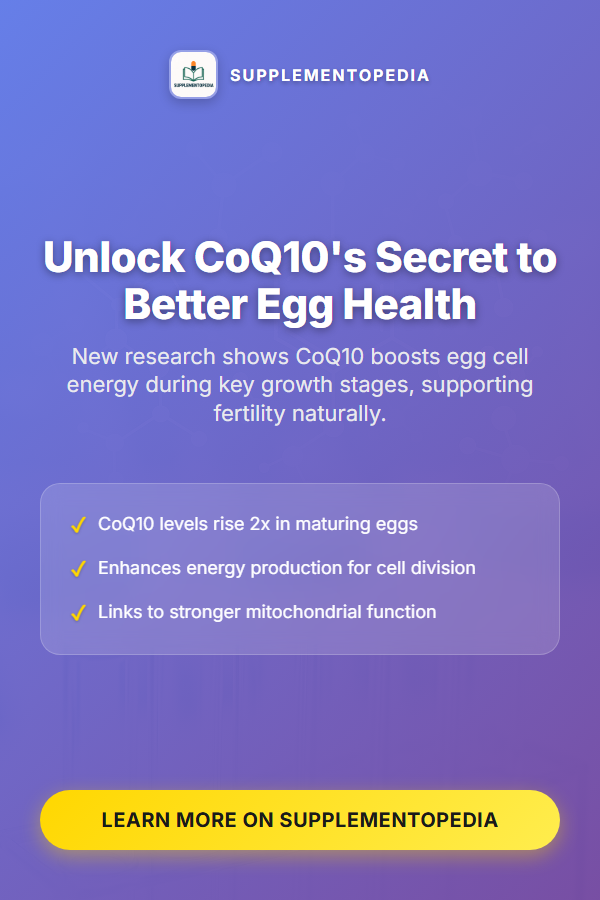 SUPPLEMENTOPEDIA
SUPPLEMENTOPEDIA
Unlock CoQ10's Secret to
Better Egg Health
New research shows CoQ10 boosts egg cell
energy during key growth stages, supporting
fertility naturally.
✓ CoQ10 levels rise 2x in maturing eggs
✓ Enhances energy production for cell division
✓ Links to stronger mitochondrial function
LEARN MORE ON SUPPLEMENTOPEDIA